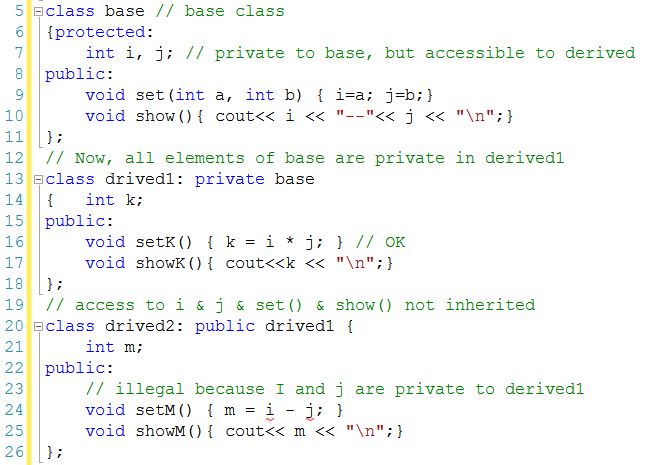 5 class base // base class
6 {protected:
7 int i, j; // private to base, but accessible to derived
8 public:
9 void set(int a, int b) { i=a; j=b;}
10 void show(){ cout<< i << "--"<< j << "\n";}
11 };
12 // Now, all elements of base are private in derived1
13 class drived1: private base
14 { int k;
15 public:
16 void setK() { k = i * j; } // OK
17 void showK(){ cout<<k << "\n";}
18 };
19 // access to i & j & set() & show() not inherited
20 class drived2: public drived1 {
21 int m;
22 public:
23 // illegal because I and j are private to derived1
24 void setM() { m = i - j; }
25 void showM(){ cout<< m << "\n";}
26 };